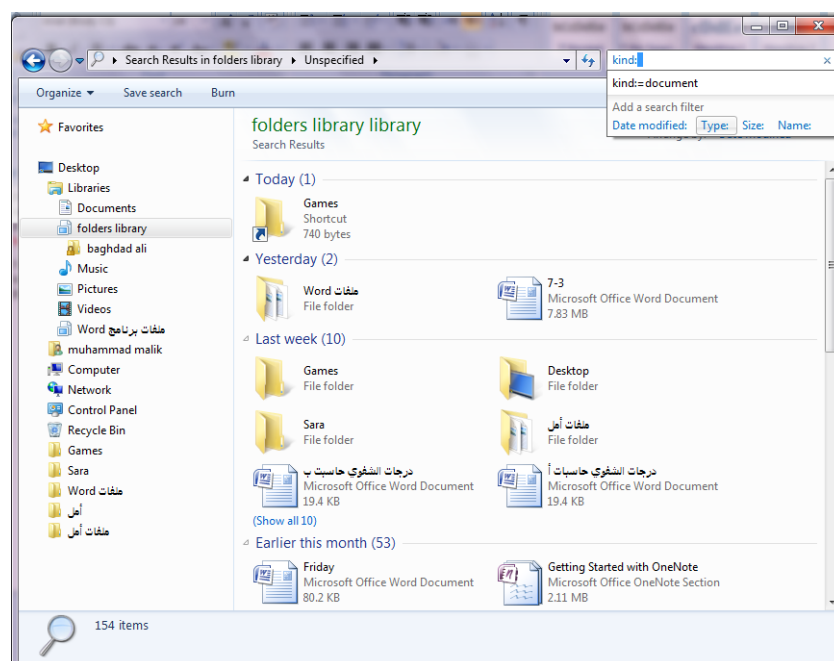 Search Results in folders library
Unspecified
kind:
kind:=document
Add a search filter
Date modified: Type: Size: Name:
Organize
Save search
Burn
Favorites
Desktop
Libraries
Documents
folders library
baghdad ali
Music
Pictures
Videos
ملفات برنامج Word
muhammad malik
Computer
Network
Control Panel
Recycle Bin
Games
Sara
ملفات Word
أمل
ملفات أمل
folders library library
Search Results
Today (1)
Games
Shortcut
740 bytes
Yesterday (2)
ملفات Word
File folder
7-3
Microsoft Office Word Document
7.83 MB
Last week (10)
Games
File folder
Desktop
File folder
Sara
File folder
ملفات أمل
File folder
درجات الشفوي حاسبت ب
Microsoft Office Word Document
19.4 KB
درجات الشفوي حاسبات أ
Microsoft Office Word Document
19.4 KB
(Show all 10)
Earlier this month (53)
Friday
Microsoft Office Word Document
80.2 KB
Getting Started with OneNote
Microsoft Office OneNote Section
2.11 MB
154 items